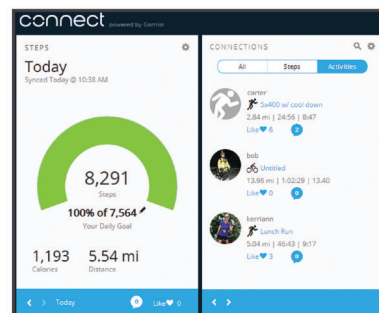 connect powered by Garmin
STEPS
Today
Synced Today @ 10:38 AM
8,291
Steps
100% of 7,564
Your Daily Goal
1,193
Calories
5.54 mi
Distance
Today
0
Like 0
CONNECTIONS
All
Steps
Activities
carter
5x400 w/ cool down
2.84 mi | 24:56 | 8:47
Like 6
2
bob
Untitled
13.96 mi | 1:02:29 | 13.40
Like 0
0
kerriann
Lunch Run
5.04 mi | 46:43 | 9:17
Like 3
0